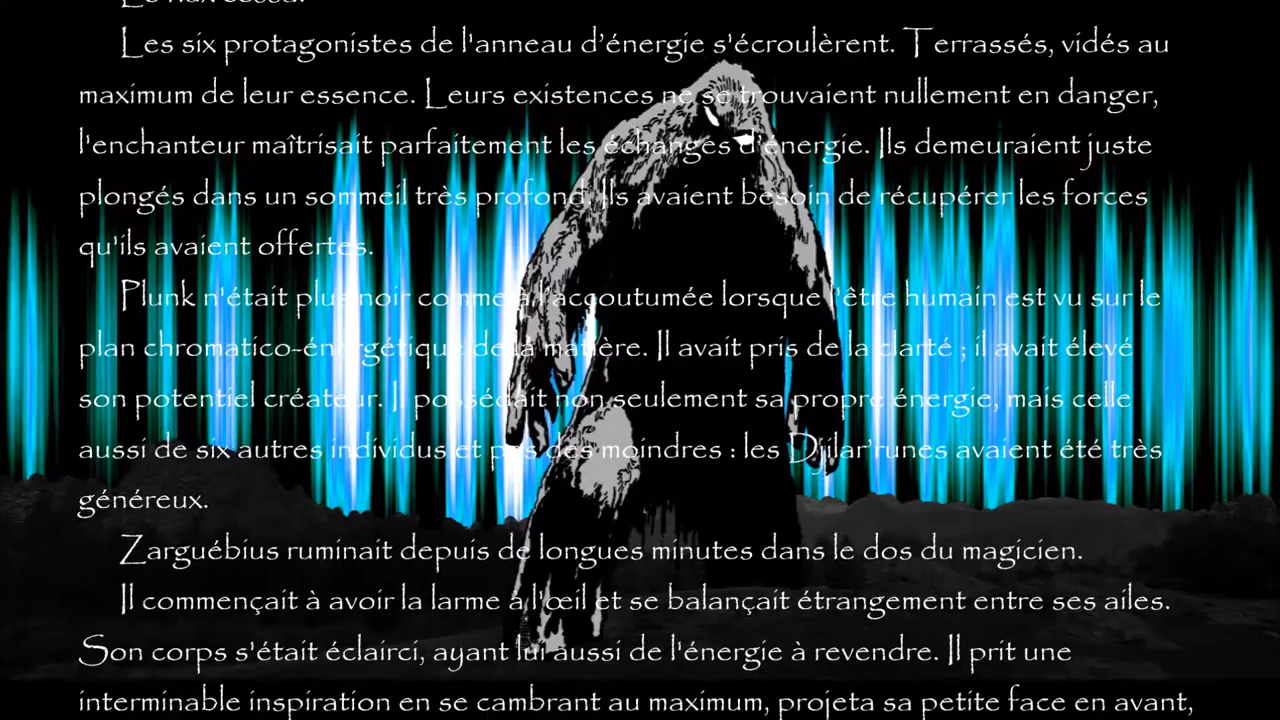 Le flux cessa.
Les six protagonistes de l'anneau d’énergie s'écroulèrent. Terrassés, vidés au
maximum de leur essence. Leurs existences ne se trouvaient nullement en danger,
l'enchanteur maîtrisait parfaitement les échanges d'énergie. Ils demeuraient juste
plongés dans un sommeil très profond. Ils avaient besoin de récupérer les forces
qu'ils avaient offertes.
Plunk n'était plus noir comme à l'accoutumée lorsque l'être humain est vu sur le
plan chromatico-énergétique de la matière. Il avait pris de la clarté ; il avait élevé
son potentiel créateur. Il possédait non seulement sa propre énergie, mais celle
aussi de six autres individus et pas des moindres : les Djilar’runes avaient été très
généreux.
Zarguébius ruminait depuis de longues minutes dans le dos du magicien.
Il commençait à avoir la larme à l'œil et se balançait étrangement entre ses ailes.
Son corps s'était éclairci, ayant lui aussi de l'énergie à revendre. Il prit une
interminable inspiration en se cambrant au maximum, projeta sa petite face en avant,